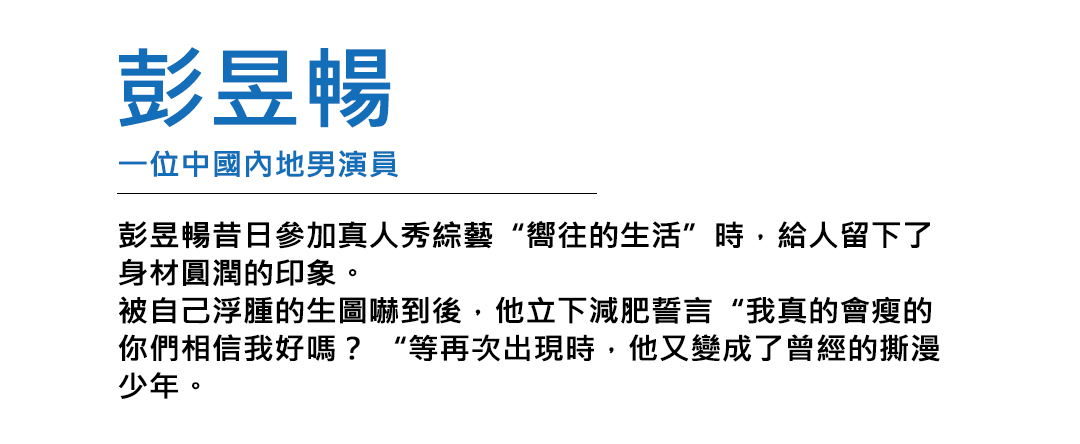 彭昱暢
一位中國內地男演員
彭昱暢昔日參加真人秀綜藝“嚮往的生活”時，給人留下了
身材圓潤的印象。
被自己浮腫的生圖嚇到後，他立下減肥誓言“我真的會瘦的
你們相信我好嗎？“等再次出現時，他又變成了曾經的撕漫
少年。